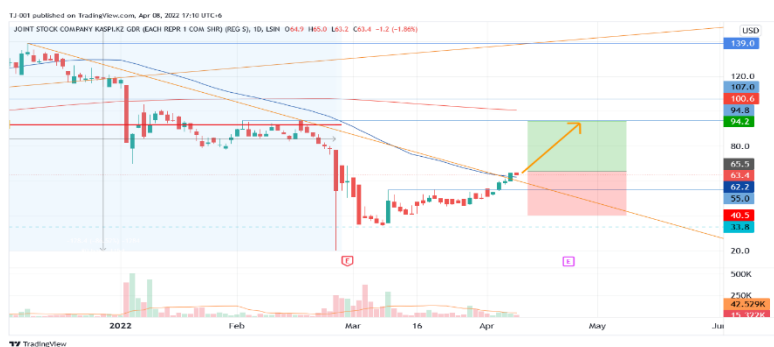 TJ-001 published on TradingView.com, Apr 08, 2022 17:10 UTC+6
JOINT STOCK COMPANY KASPI.KZ GDR (EACH REPR 1 COM SHR) (REG S), 1D, LSIN O64.9 H65.0 L63.2 C63.4 −1.2 (−1.86%)
USD
139.0
120.0
107.0
100.6
94.8
94.2
80.0
65.5
63.4
62.2
55.0
40.5
33.8
20.0
E
E
500K
250K
42.529K
15.322K
2022
Feb
Mar
16
Apr
May
Jun
TradingView